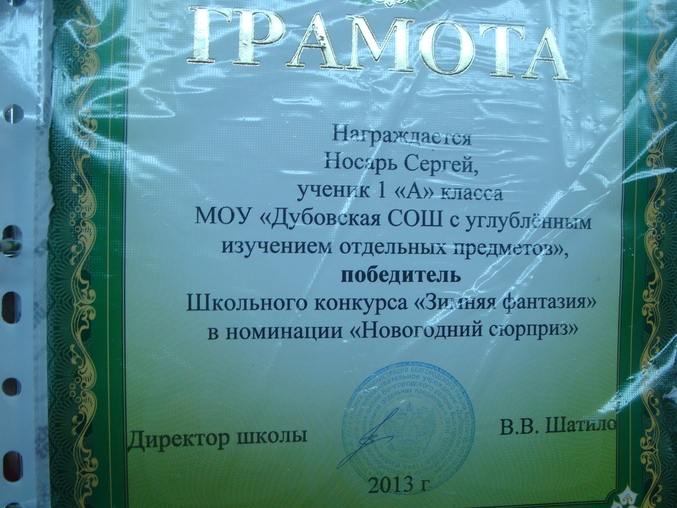 ГРАМОТА
Награждается
Носарь Сергей,
ученик 1 «А» класса
МОУ «Дубовская СОШ с углублённым
изучением отдельных предметов»,
победитель
Школьного конкурса «Зимняя фантазия»
в номинации «Новогодний сюрприз»
Директор школы
В.В. Шатило
2013 г